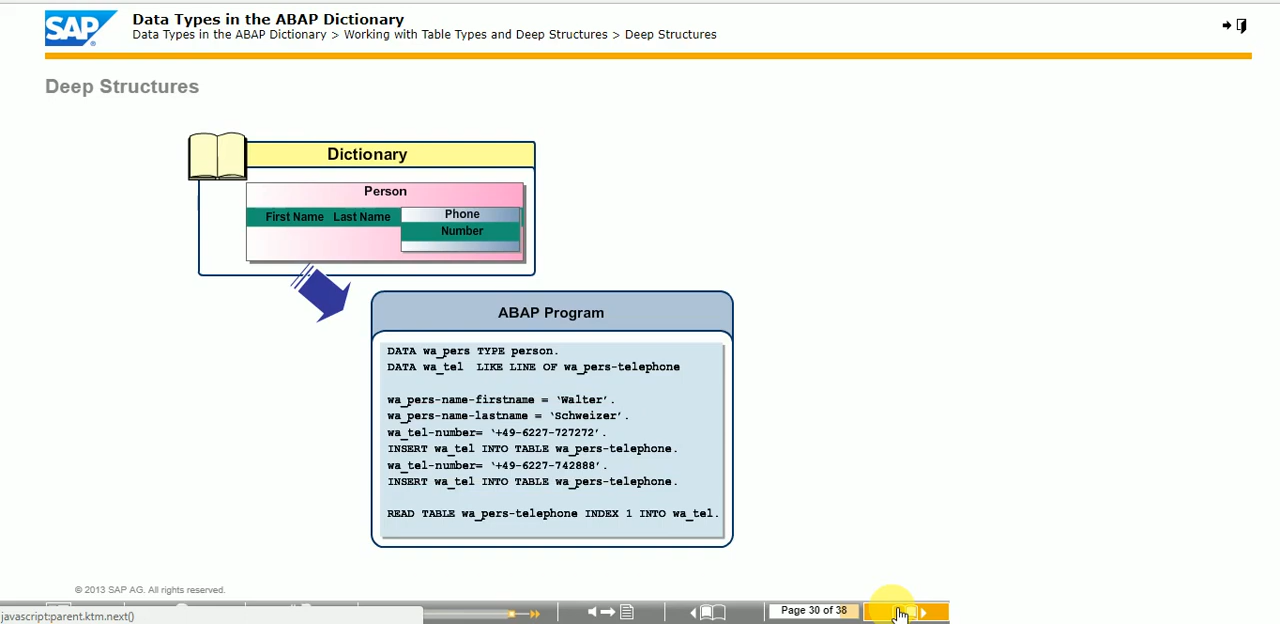 SAP®
Data Types in the ABAP Dictionary
Data Types in the ABAP Dictionary > Working with Table Types and Deep Structures > Deep Structures
Deep Structures
Dictionary
Person
First Name Last Name
Phone
Number
ABAP Program
DATA wa_pers TYPE person.
DATA wa_tel LIKE LINE OF wa_pers-telephone
wa_pers-name-firstname = ‘Walter’.
wa_pers-name-lastname = ‘Schweizer’.
wa_tel-number= ‘+49-6227-727272’.
INSERT wa_tel INTO TABLE wa_pers-telephone.
wa_tel-number= ‘+49-6227-742888’.
INSERT wa_tel INTO TABLE wa_pers-telephone.
READ TABLE wa_pers-telephone INDEX 1 INTO wa_tel.
© 2013 SAP AG. All rights reserved.
javascript:parent.ktm.next()
Page 30 of 38